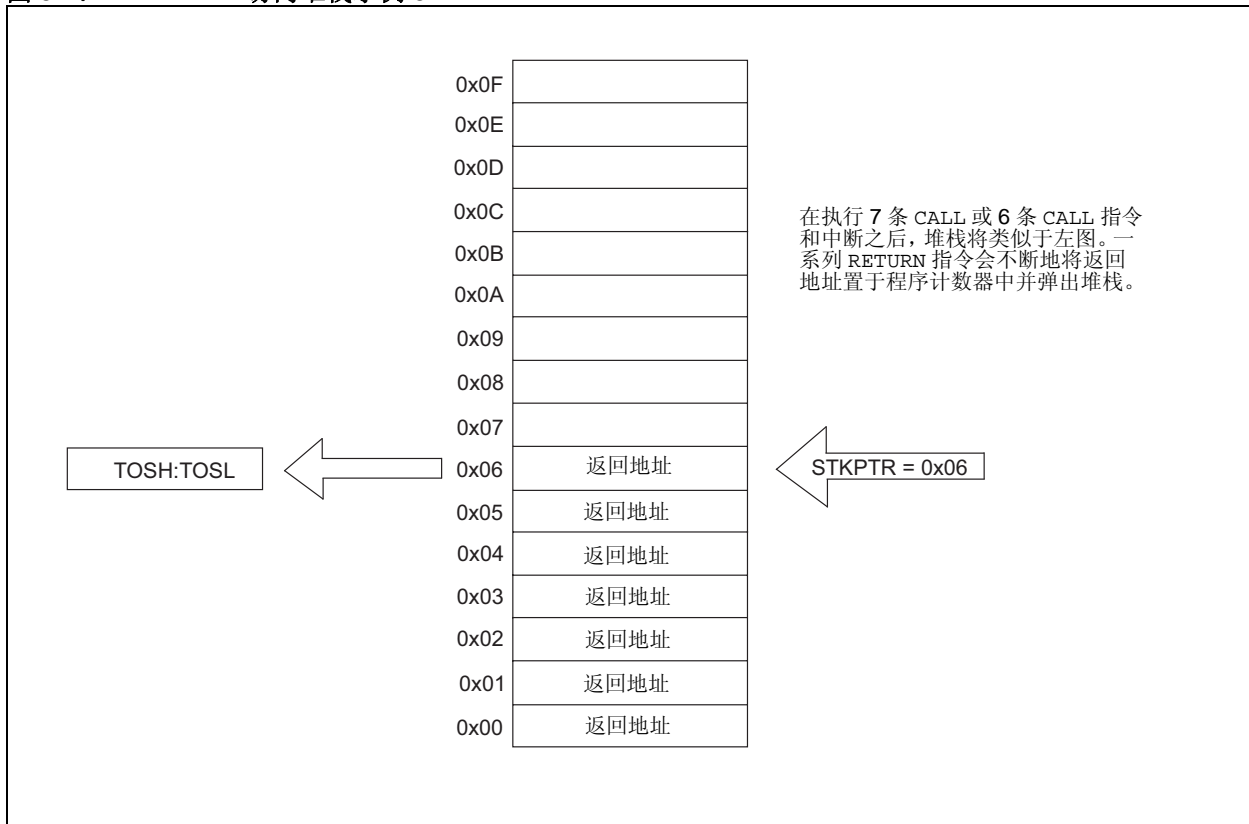 0x0F
0x0E
0x0D
0x0C
0x0B
0x0A
0x09
0x08
0x07
0x06 返回地址
0x05 返回地址
0x04 返回地址
0x03 返回地址
0x02 返回地址
0x01 返回地址
0x00 返回地址
TOSH:TOSL
STKPTR = 0x06
在执行 7 条 CALL 或 6 条 CALL 指令
和中断之后，堆栈将类似于左图。一
系列 RETURN 指令会不断地将返回
地址置于程序计数器中并弹出堆栈。